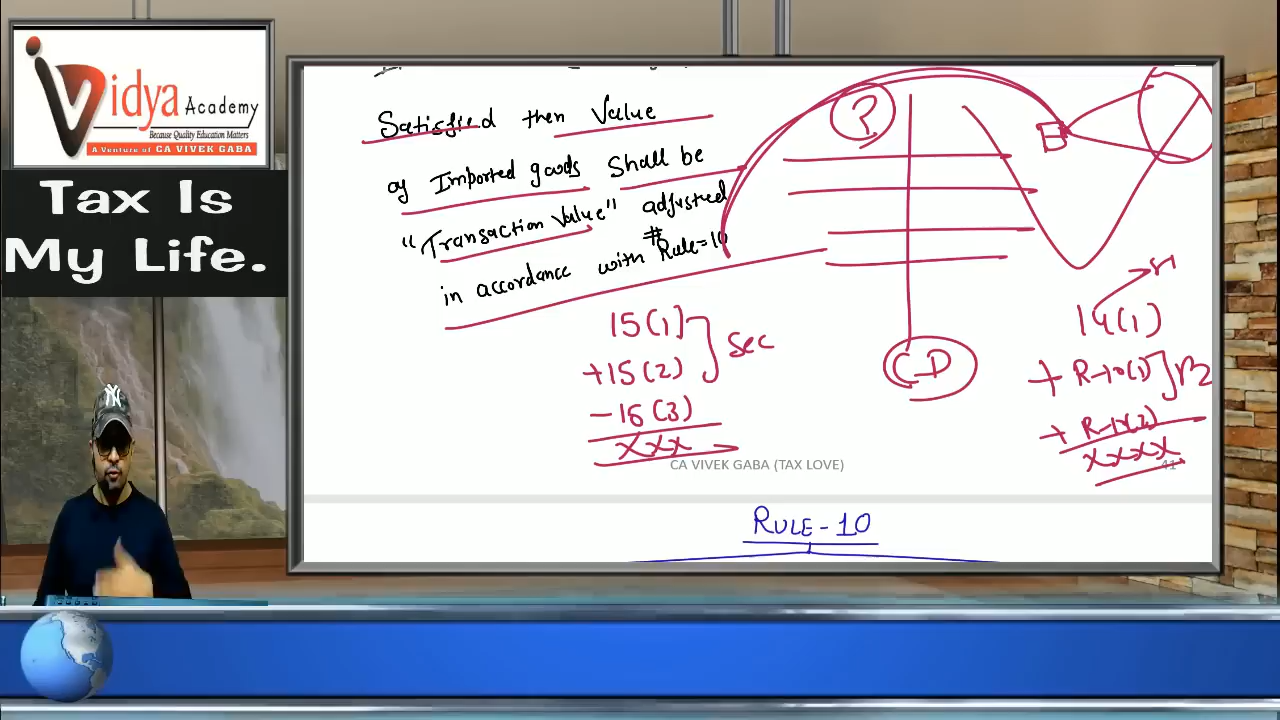 Vidya
Academy
Because Quality Education Matters
A Venture of CA VIVEK GABA
Tax Is
My Life.
Satisfied then Value
of Imported goods Shall be
"Transaction Value" adjusted
in accordance with # Rule=10
15(1)
+15(2)
-15(3)
xxx
Sec
?
CD
B
14(1)
+ R-10(1)
+ R-10(2)
xxxx
CA VIVEK GABA (TAX LOVE)
41
RULE-10